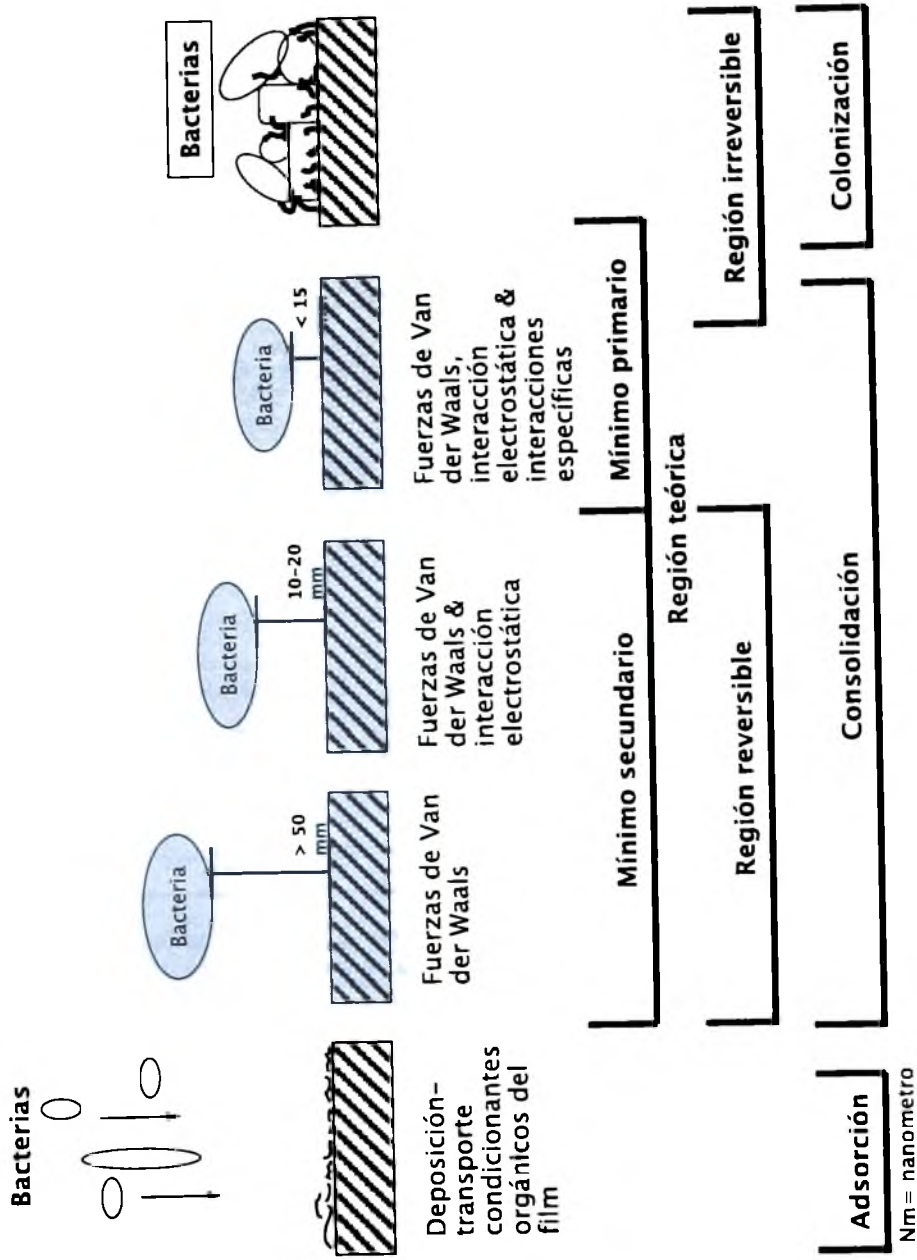 Bacterias
Bacteria
> 50
mm
Bacteria
10-20
mm
Bacteria
< 15
Bacterias
Deposición-
transporte
condicionantes
orgánicos del
film
Fuerzas de Van
der Waals
Fuerzas de Van
der Waals &
interacción
electrostática
Fuerzas de Van
der Waals,
interacción
electrostática &
interacciones
específicas
Mínimo secundario
Mínimo primario
Región teórica
Región reversible
Región irreversible
Adsorción
Consolidación
Colonización
Nm = nanometro